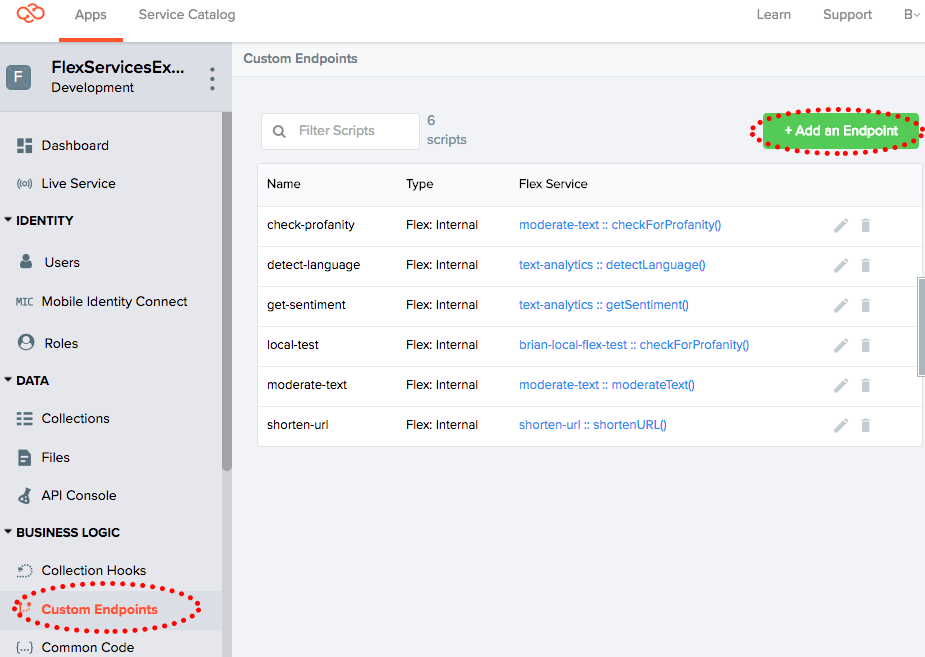 Apps
Service Catalog
Learn
Support
B
F
FlexServicesEx...
Development
Custom Endpoints
Dashboard
Live Service
IDENTITY
Users
MIC Mobile Identity Connect
Roles
DATA
Collections
Files
API Console
BUSINESS LOGIC
Collection Hooks
Custom Endpoints
{...} Common Code
Filter Scripts
6
scripts
+ Add an Endpoint
Name Type Flex Service
check-profanity Flex: Internal moderate-text :: checkForProfanity()
detect-language Flex: Internal text-analytics :: detectLanguage()
get-sentiment Flex: Internal text-analytics :: getSentiment()
local-test Flex: Internal brian-local-flex-test :: checkForProfanity()
moderate-text Flex: Internal moderate-text :: moderateText()
shorten-url Flex: Internal shorten-url :: shortenURL()